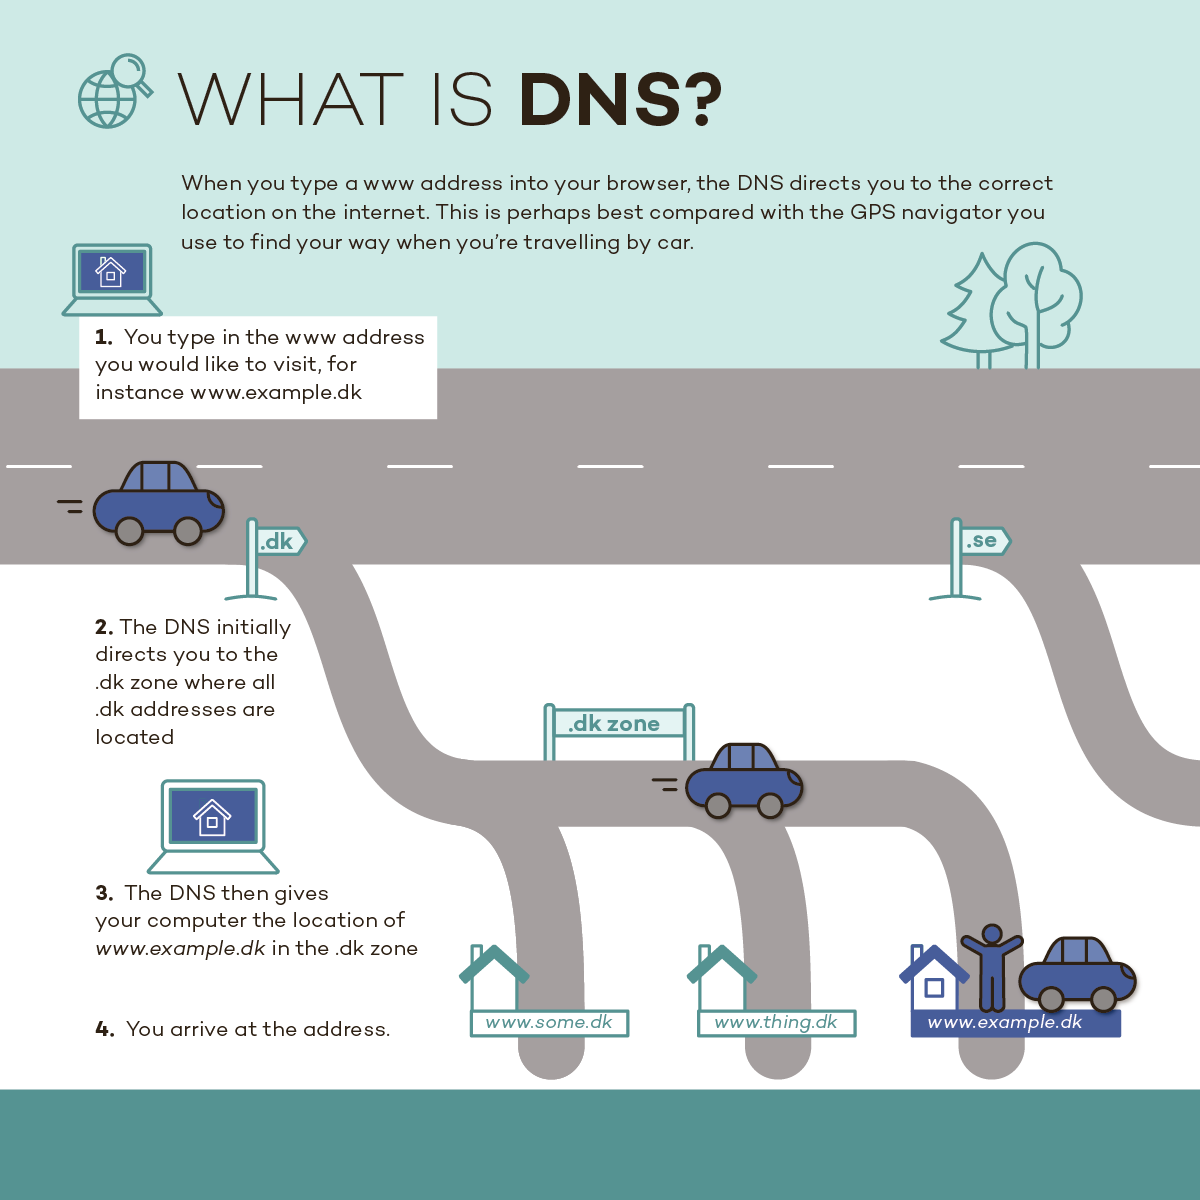 WHAT IS DNS?
When you type a www address into your browser, the DNS directs you to the correct
location on the internet. This is perhaps best compared with the GPS navigator you
use to find your way when you’re travelling by car.
1. You type in the www address
you would like to visit, for
instance www.example.dk
.dk
.se
2. The DNS initially
directs you to the
.dk zone where all
.dk addresses are
located
.dk zone
3. The DNS then gives
your computer the location of
www.example.dk in the .dk zone
4. You arrive at the address.
www.some.dk
www.thing.dk
www.example.dk